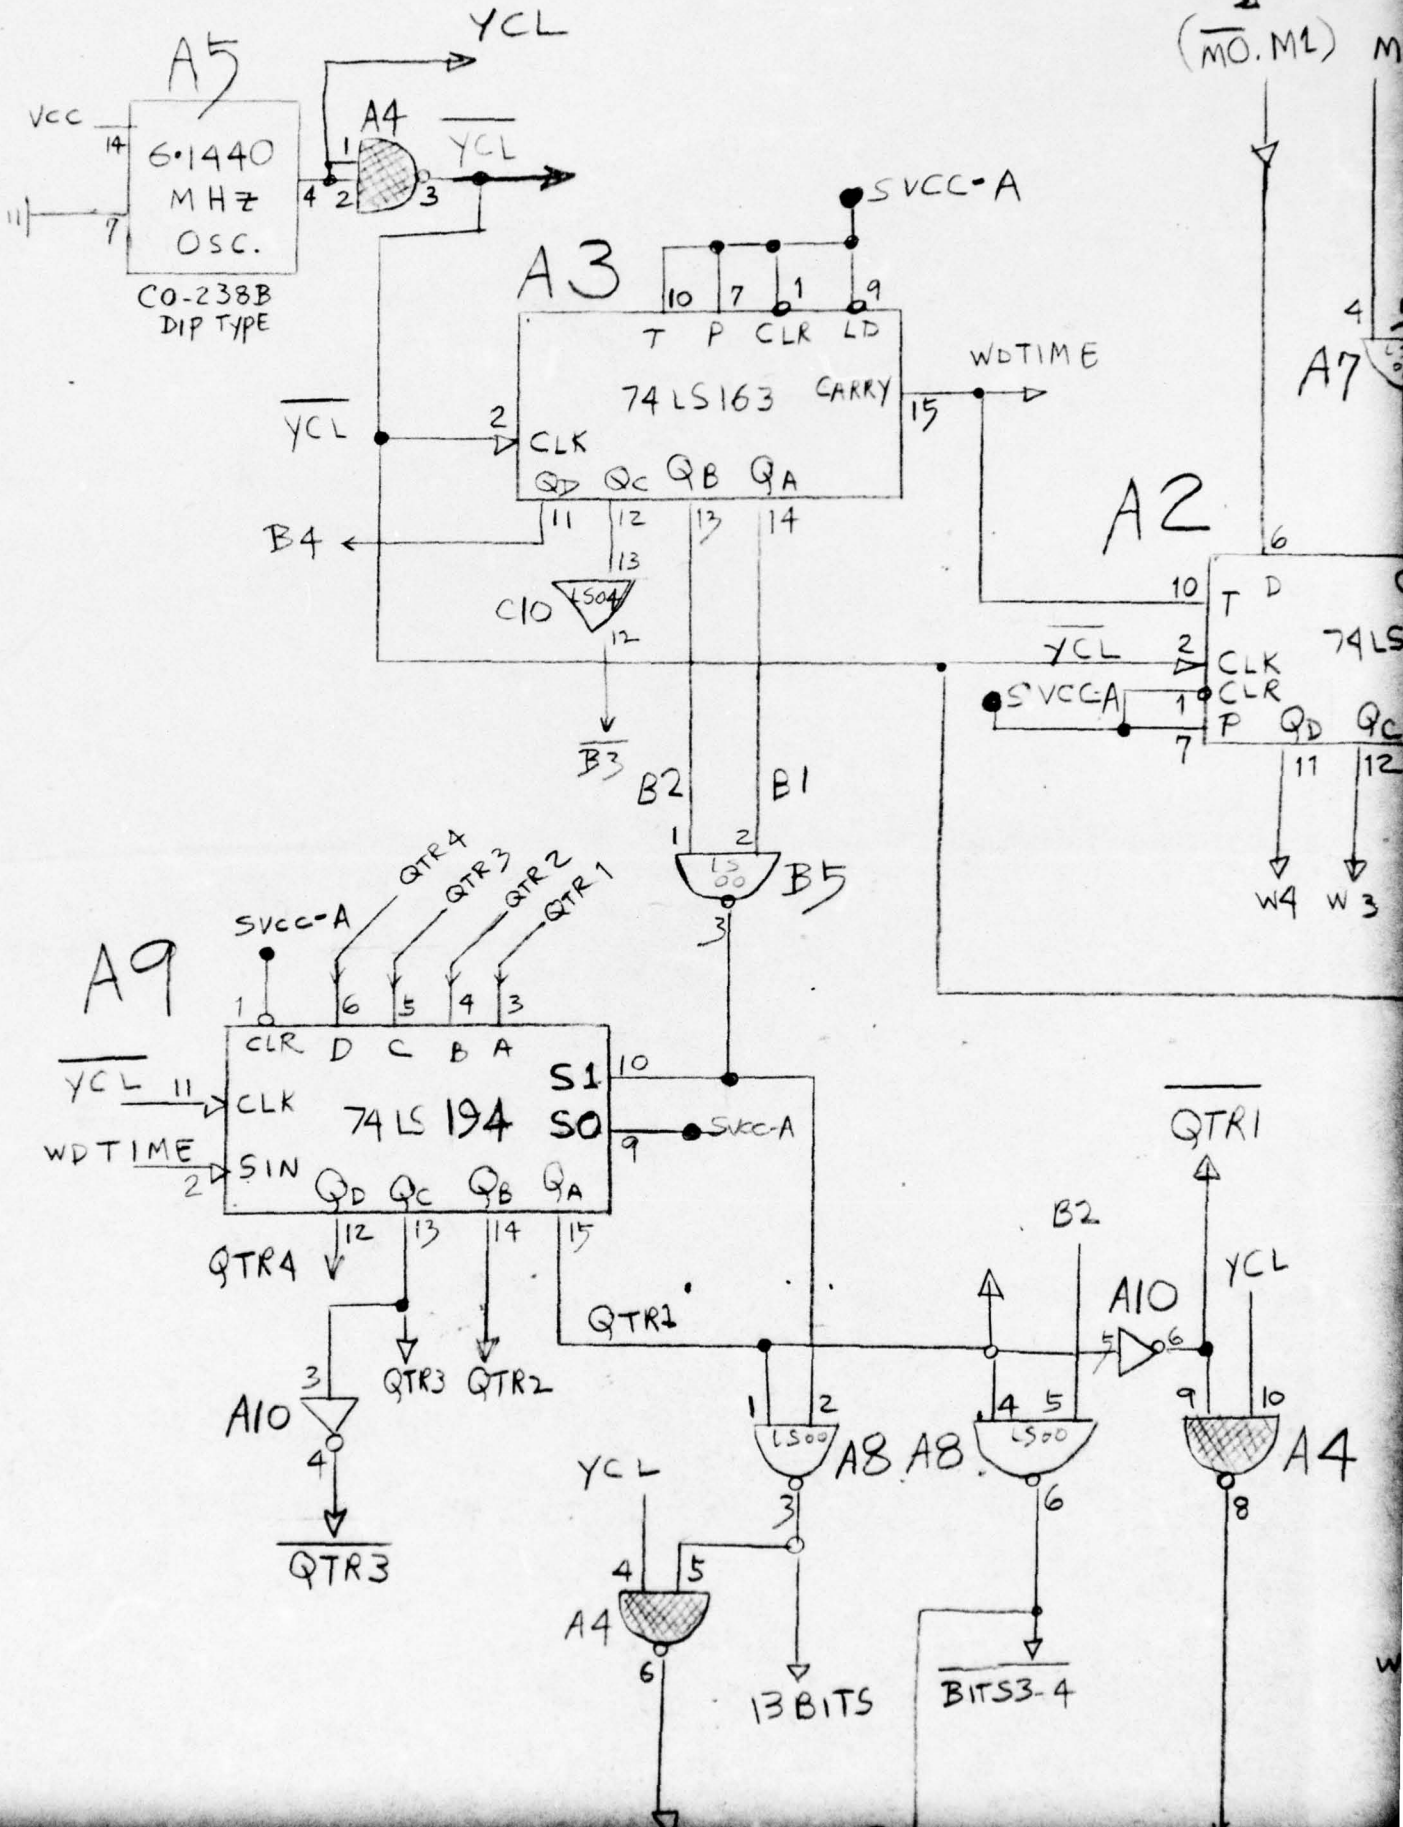 YCL
A5
VCC
14
7
6.1440
MHZ
OSC.
CO-238B
DIP TYPE
4
1
2
A4
3
YCL
SVCC-A
(M0.M1)
M
A3
10 7 1 9
T P CLR LD
74LS163
CARRY
15
WDTIME
YCL
2
CLK
QD QC QB QA
11 12 13 14
B4
13
C10
LS04
12
B3
B2 B1
1 2
LS
00
B5
3
4
A7
A2
6
10
T D
74LS
YCL
2
CLK
SVCC-A
1
CLR
7
P
QD QC
11 12
W4 W3
QTR4
QTR3
QTR2
QTR1
SVCC-A
A9
1 6 5 4 3
CLR D C B A
YCL 11
CLK
74LS 194
S1 10
S0 9
SVCC-A
WDTIME
2
SIN
QD QC QB QA
12 13 14 15
QTR4
QTR3 QTR2
3
A10
4
QTR3
QTR1
B2
A10
5 6
QTR1
YCL
1 2
LS00
A8
3
4 5
LS00
A8
6
9 10
A4
8
YCL
4 5
A4
6
13BITS
BITS3-4
W